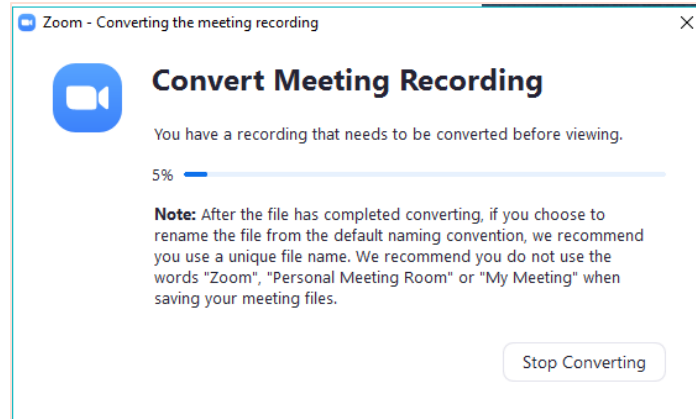 Zoom - Converting the meeting recording
Convert Meeting Recording
You have a recording that needs to be converted before viewing.
5%
Note: After the file has completed converting, if you choose to
rename the file from the default naming convention, we recommend
you use a unique file name. We recommend you do not use the
words "Zoom", "Personal Meeting Room" or "My Meeting" when
saving your meeting files.
Stop Converting